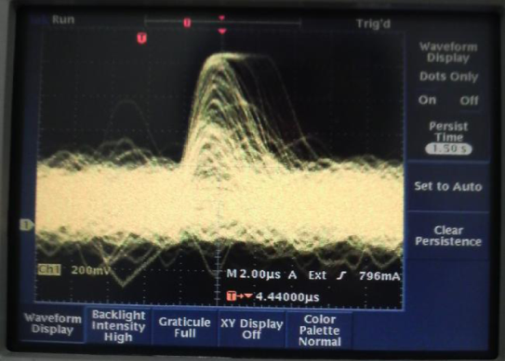 Run
Trig'd
T
T
Waveform
Display
Dots Only
On Off
Persist
Time
1.50 s
Set to Auto
Clear
Persistence
1
Ch1 200mV
M 2.00µs A Ext ƒ 796mA
T→▼ 4.44000µs
Waveform
Display
Backlight
Intensity
High
Graticule
Full
XY Display
Off
Color
Palette
Normal